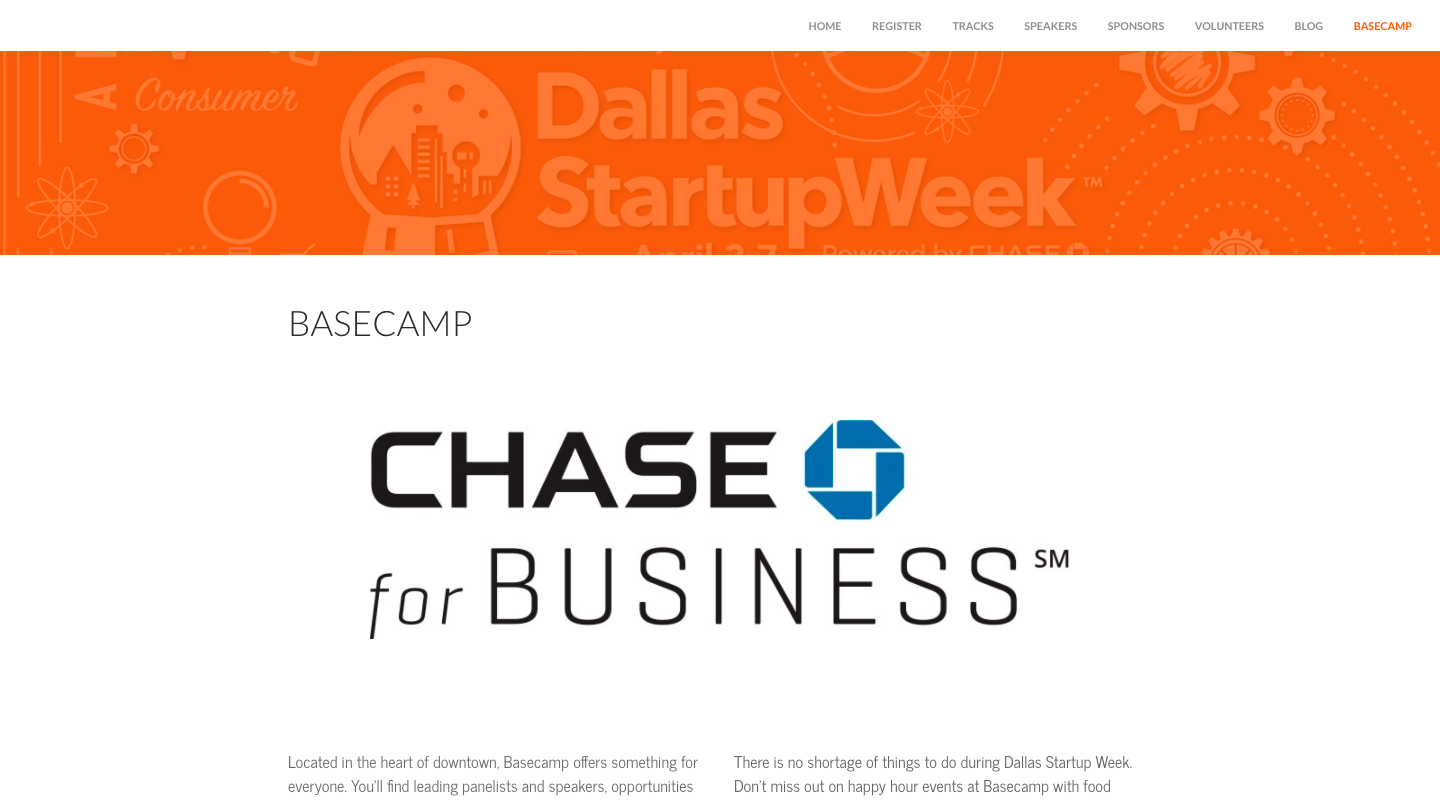 HOME REGISTER TRACKS SPEAKERS SPONSORS VOLUNTEERS BLOG BASECAMP
Consumer
Dallas
StartupWeek™
April 3-7 Powered by CHASE
BASECAMP
CHASE
for BUSINESS℠
Located in the heart of downtown, Basecamp offers something for
everyone. You'll find leading panelists and speakers, opportunities
There is no shortage of things to do during Dallas Startup Week.
Don't miss out on happy hour events at Basecamp with food